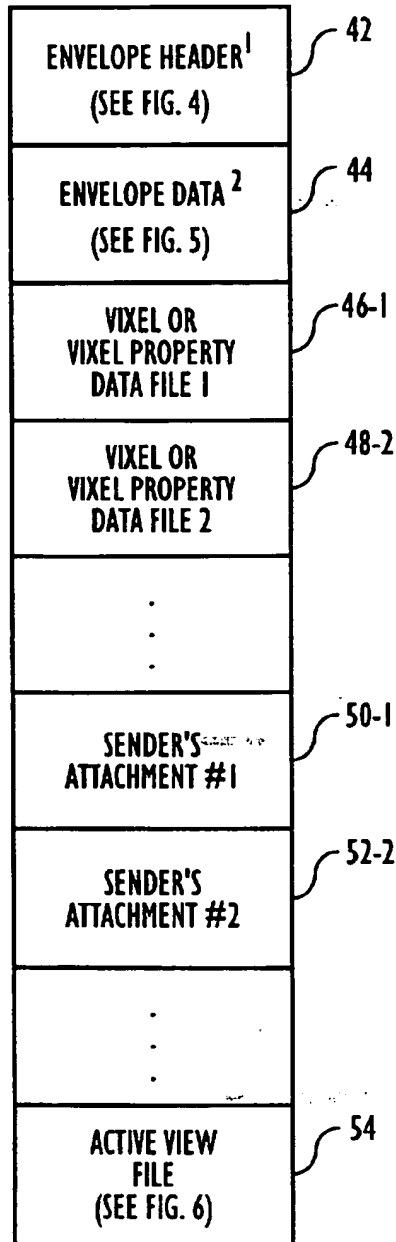 ENVELOPE HEADER¹
(SEE FIG. 4)
42
ENVELOPE DATA²
(SEE FIG. 5)
44
VIXEL OR
VIXEL PROPERTY
DATA FILE 1
46-1
VIXEL OR
VIXEL PROPERTY
DATA FILE 2
48-2
SENDER'S
ATTACHMENT #1
50-1
SENDER'S
ATTACHMENT #2
52-2
ACTIVE VIEW
FILE
(SEE FIG. 6)
54